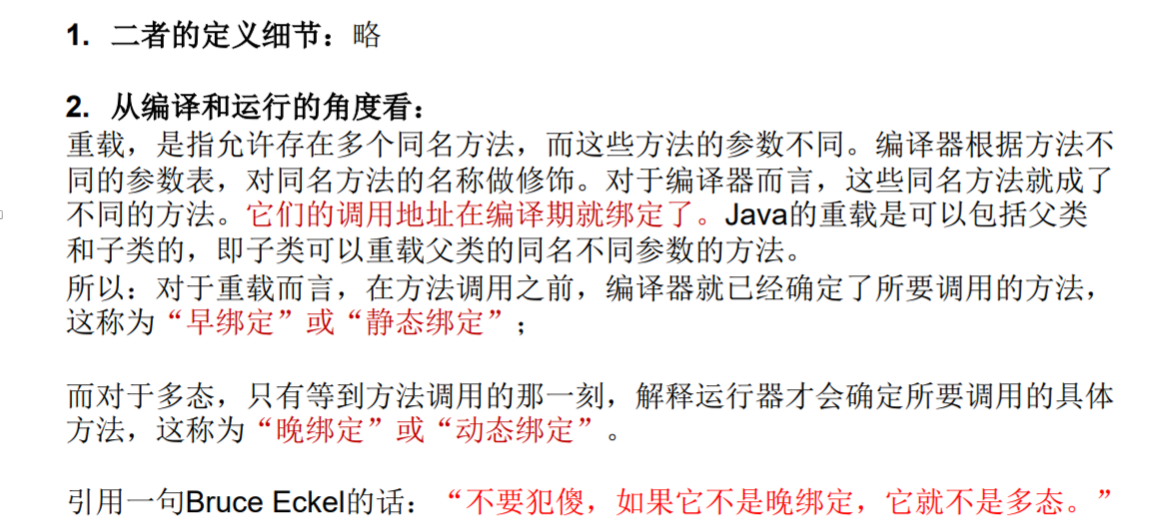 1. 二者的定义细节：略
2. 从编译和运行的角度看：
重载，是指允许存在多个同名方法，而这些方法的参数不同。编译器根据方法不
同的参数表，对同名方法的名称做修饰。对于编译器而言，这些同名方法就成了
不同的方法。它们的调用地址在编译期就绑定了。Java的重载是可以包括父类
和子类的，即子类可以重载父类的同名不同参数的方法。
所以：对于重载而言，在方法调用之前，编译器就已经确定了所要调用的方法，
这称为“早绑定”或“静态绑定”；
而对于多态，只有等到方法调用的那一刻，解释运行器才会确定所要调用的具体
方法，这称为“晚绑定”或“动态绑定”。
引用一句Bruce Eckel的话：“不要犯傻，如果它不是晚绑定，它就不是多态。”